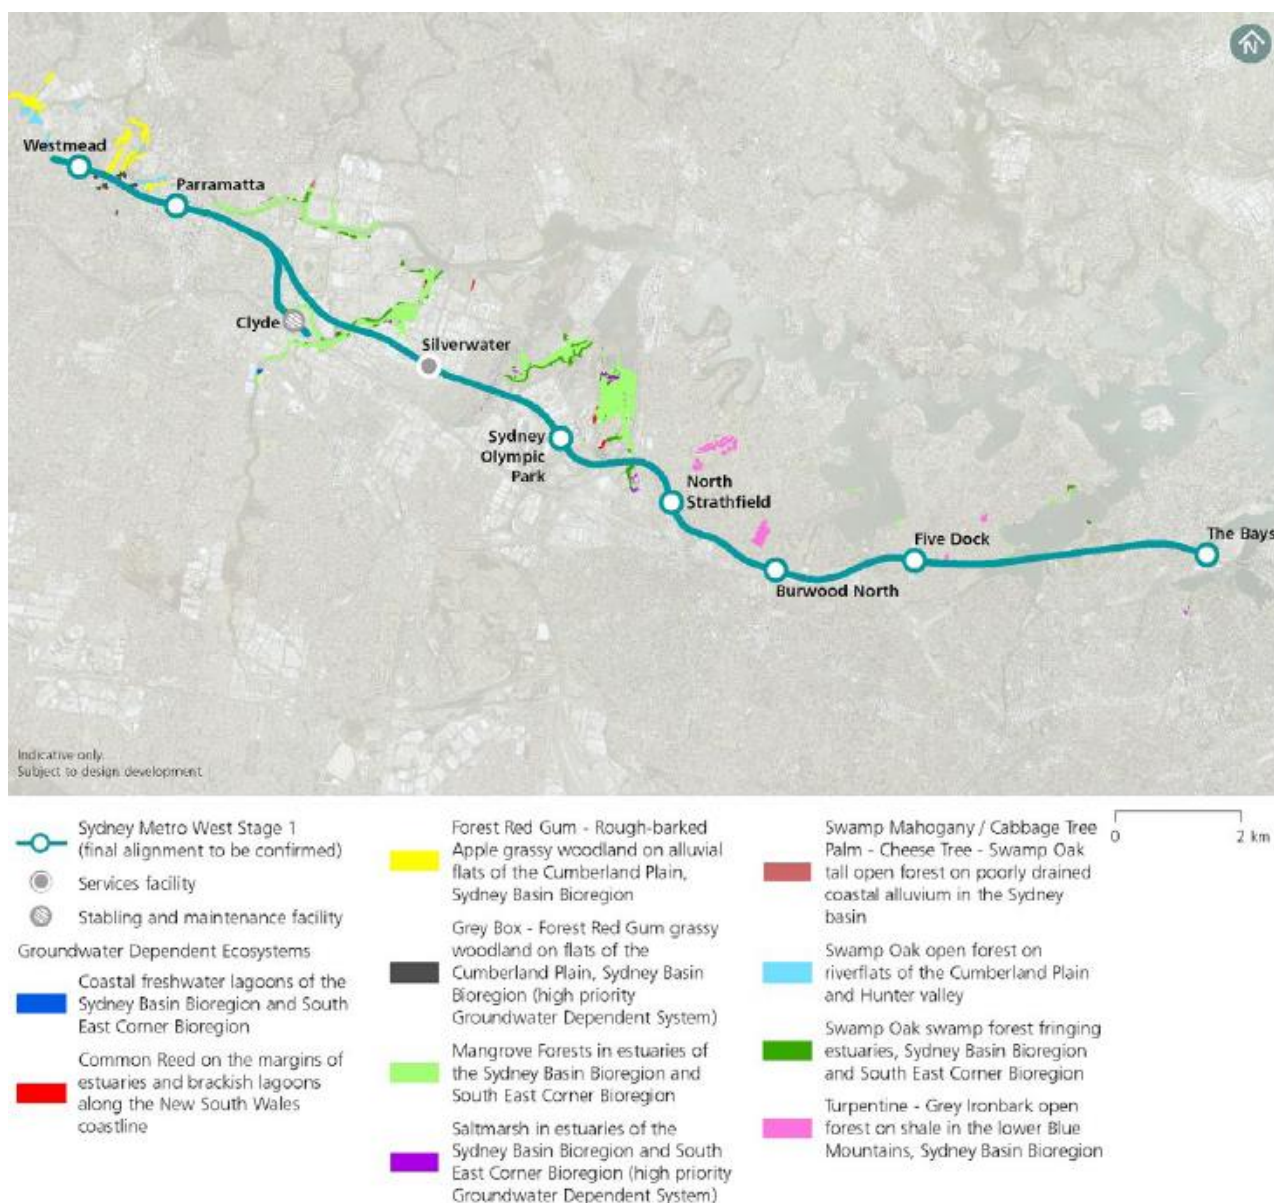 N
Westmead
Parramatta
Clyde
Silverwater
Sydney
Olympic
Park
North
Strathfield
Five Dock
The Bays
Burwood North
Indicative only.
Subject to design development.
Sydney Metro West Stage 1
(final alignment to be confirmed)
Services facility
Stabling and maintenance facility
Groundwater Dependent Ecosystems
Coastal freshwater lagoons of the
Sydney Basin Bioregion and South
East Corner Bioregion
Common Reed on the margins of
estuaries and brackish lagoons
along the New South Wales
coastline
Forest Red Gum - Rough-barked
Apple grassy woodland on alluvial
flats of the Cumberland Plain,
Sydney Basin Bioregion
Grey Box - Forest Red Gum grassy
woodland on flats of the
Cumberland Plain, Sydney Basin
Bioregion (high priority
Groundwater Dependent System)
Mangrove Forests in estuaries of
the Sydney Basin Bioregion and
South East Corner Bioregion
Saltmarsh in estuaries of the
Sydney Basin Bioregion and South
East Corner Bioregion (high priority
Groundwater Dependent System)
Swamp Mahogany / Cabbage Tree
Palm - Cheese Tree - Swamp Oak
tall open forest on poorly drained
coastal alluvium in the Sydney
basin
Swamp Oak open forest on
riverflats of the Cumberland Plain
and Hunter valley
Swamp Oak swamp forest fringing
estuaries, Sydney Basin Bioregion
and South East Corner Bioregion
Turpentine - Grey Ironbark open
forest on shale in the lower Blue
Mountains, Sydney Basin Bioregion
0 2 km